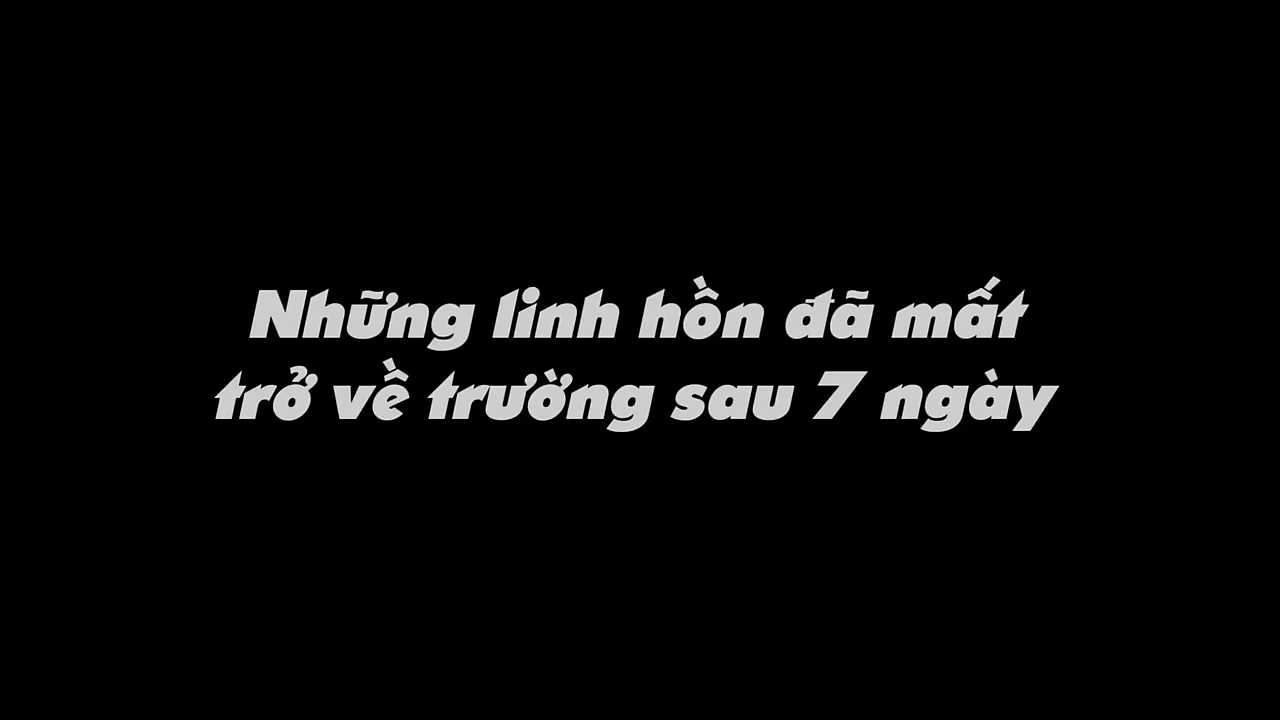 Những linh hồn đã mất
trở về trường sau 7 ngày